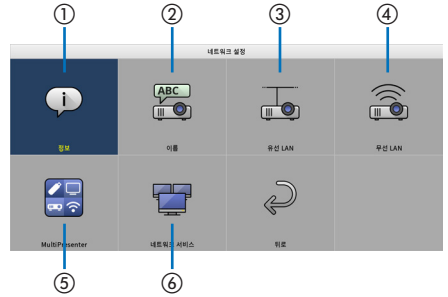 ① ② ③ ④
네트워크 설정
ABC
정보 이름 유선 LAN 무선 LAN
MultiPresenter 네트워크 서비스 뒤로
⑤ ⑥